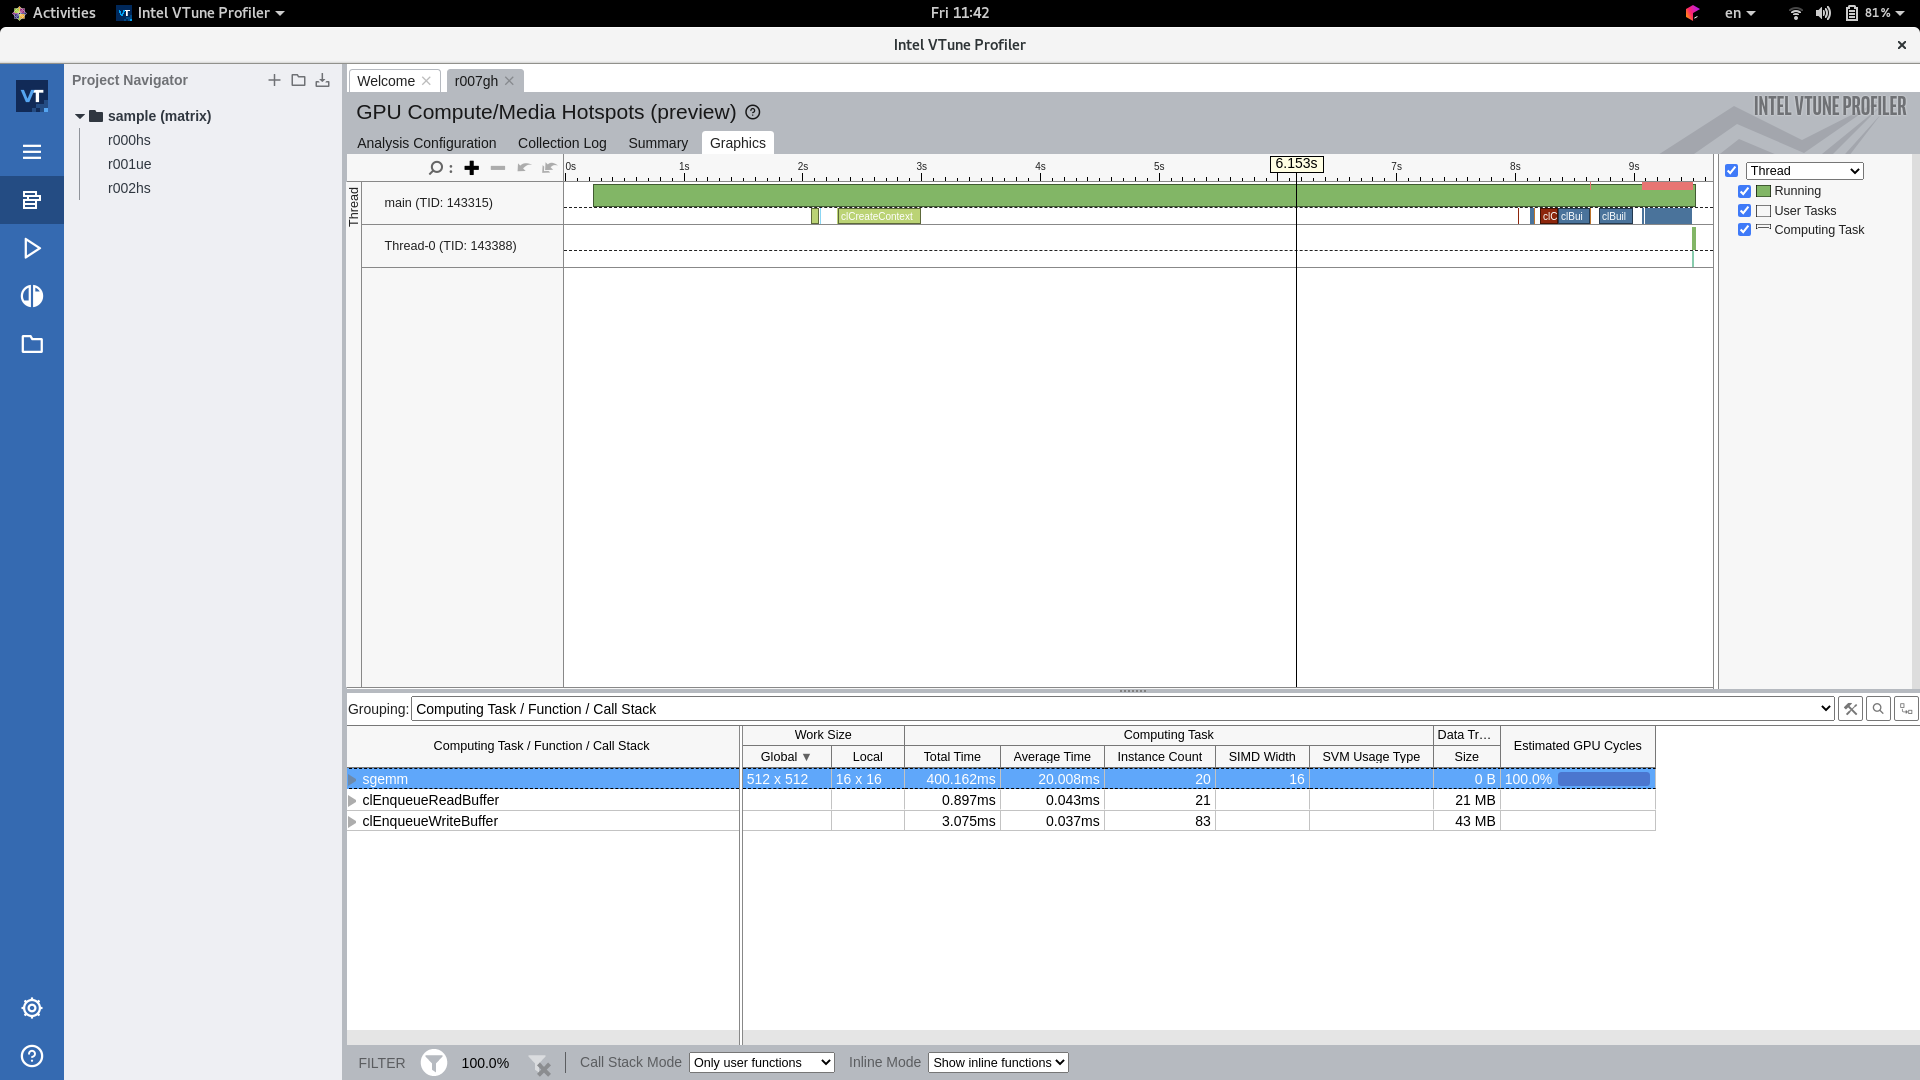 Activities
Intel VTune Profiler
Fri 11:42
en
81%
Intel VTune Profiler
VT
Project Navigator
sample (matrix)
r000hs
r001ue
r002hs
Welcome
r007gh
GPU Compute/Media Hotspots (preview)
INTEL VTUNE PROFILER
Analysis Configuration
Collection Log
Summary
Graphics
0s 1s 2s 3s 4s 5s 6.153s 7s 8s 9s
Thread
main (TID: 143315)
clCreateContext
clC
clBui
clBuil
Thread-0 (TID: 143388)
Thread
Running
User Tasks
Computing Task
Grouping: Computing Task / Function / Call Stack
Computing Task / Function / Call Stack
Work Size
Computing Task
Data Tr...
Estimated GPU Cycles
Global ▼ Local Total Time Average Time Instance Count SIMD Width SVM Usage Type Size
sgemm 512 x 512 16 x 16 400.162ms 20.008ms 20 16 0 B 100.0%
clEnqueueReadBuffer 0.897ms 0.043ms 21 21 MB
clEnqueueWriteBuffer 3.075ms 0.037ms 83 43 MB
FILTER 100.0% Call Stack Mode Only user functions Inline Mode Show inline functions